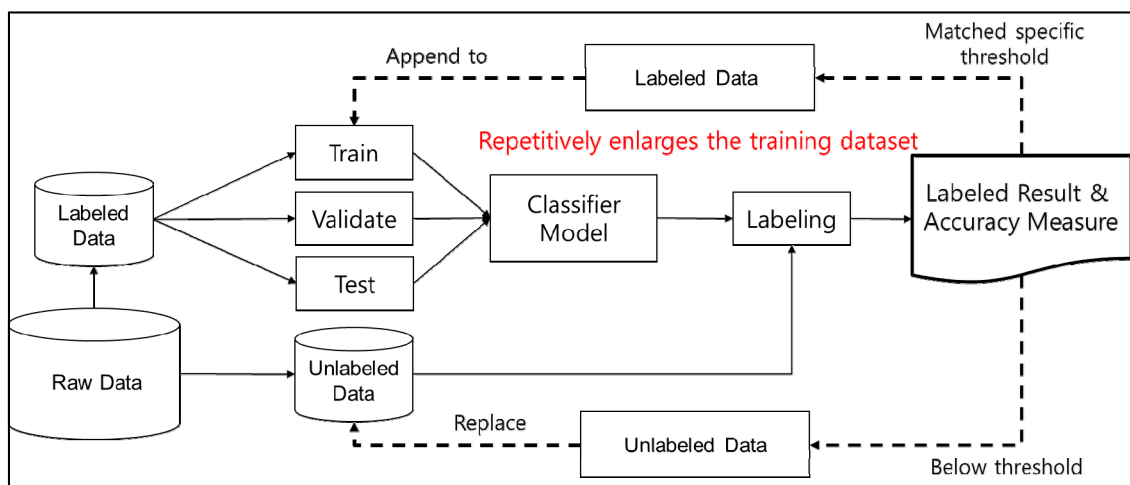 Matched specific
threshold
Append to
Labeled Data
Repetitively enlarges the training dataset
Train
Labeled
Data
Validate
Classifier
Model
Labeling
Labeled Result &
Accuracy Measure
Test
Raw Data
Unlabeled
Data
Replace
Unlabeled Data
Below threshold